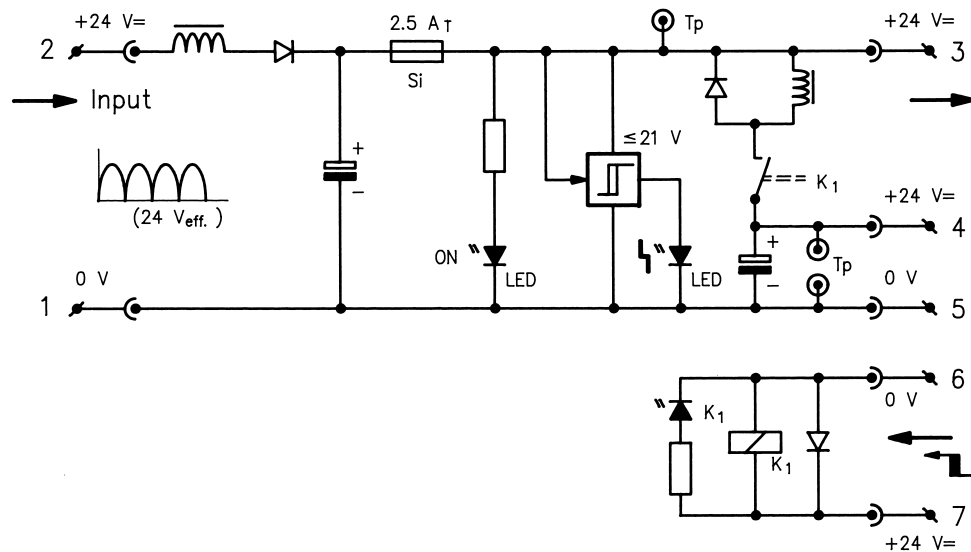 +24 V=
2.5 A T
Tp
+24 V=
2
3
Si
Input
≤21 V
+
−
K1
(24 Veff.)
+24 V=
4
+
−
Tp
ON
LED
LED
0 V
0 V
1
5
6
0 V
K1
K1
7
+24 V=